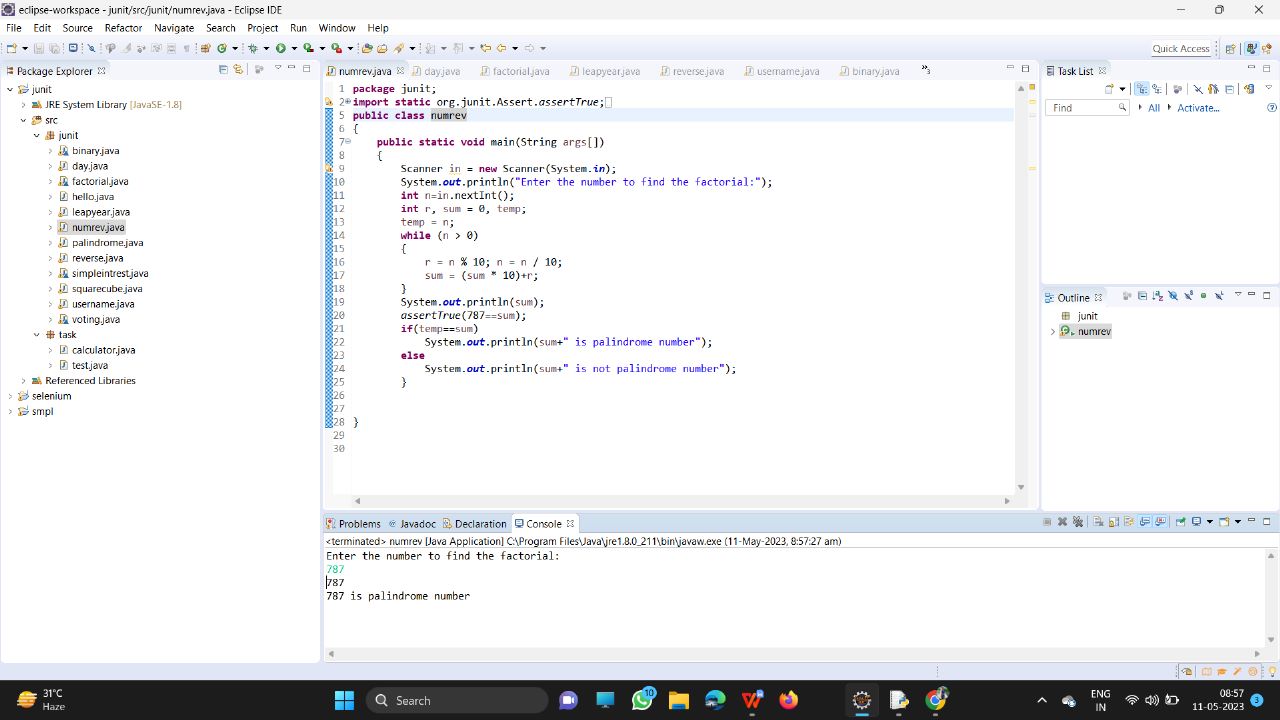 eclipse-workspace - junit/src/junit/numrev.java - Eclipse IDE
File Edit Source Refactor Navigate Search Project Run Window Help
Quick Access
Package Explorer
junit
JRE System Library [JavaSE-1.8]
src
junit
binary.java
day.java
factorial.java
hello.java
leapyear.java
numrev.java
palindrome.java
reverse.java
simpleintrest.java
squarecube.java
username.java
voting.java
task
calculator.java
test.java
Referenced Libraries
selenium
smpl
numrev.java day.java factorial.java leapyear.java reverse.java username.java binary.java »3
1 package junit;
2 import static org.junit.Assert.assertTrue;
5 public class numrev
6 {
7 public static void main(String args[])
8 {
9 Scanner in = new Scanner(System.in);
10 System.out.println("Enter the number to find the factorial:");
11 int n=in.nextInt();
12 int r, sum = 0, temp;
13 temp = n;
14 while (n > 0)
15 {
16 r = n % 10; n = n / 10;
17 sum = (sum * 10)+r;
18 }
19 System.out.println(sum);
20 assertTrue(787==sum);
21 if(temp==sum)
22 System.out.println(sum+" is palindrome number");
23 else
24 System.out.println(sum+" is not palindrome number");
25 }
26
27
28 }
29
30
Task List
Find All Activate...
Outline
junit
numrev
Problems @ Javadoc Declaration Console
<terminated> numrev [Java Application] C:\Program Files\Java\jre1.8.0_211\bin\javaw.exe (11-May-2023, 8:57:27 am)
Enter the number to find the factorial:
787
787
787 is palindrome number
31°C
Haze
Search
10
ENG
IN
08:57
11-05-2023
3